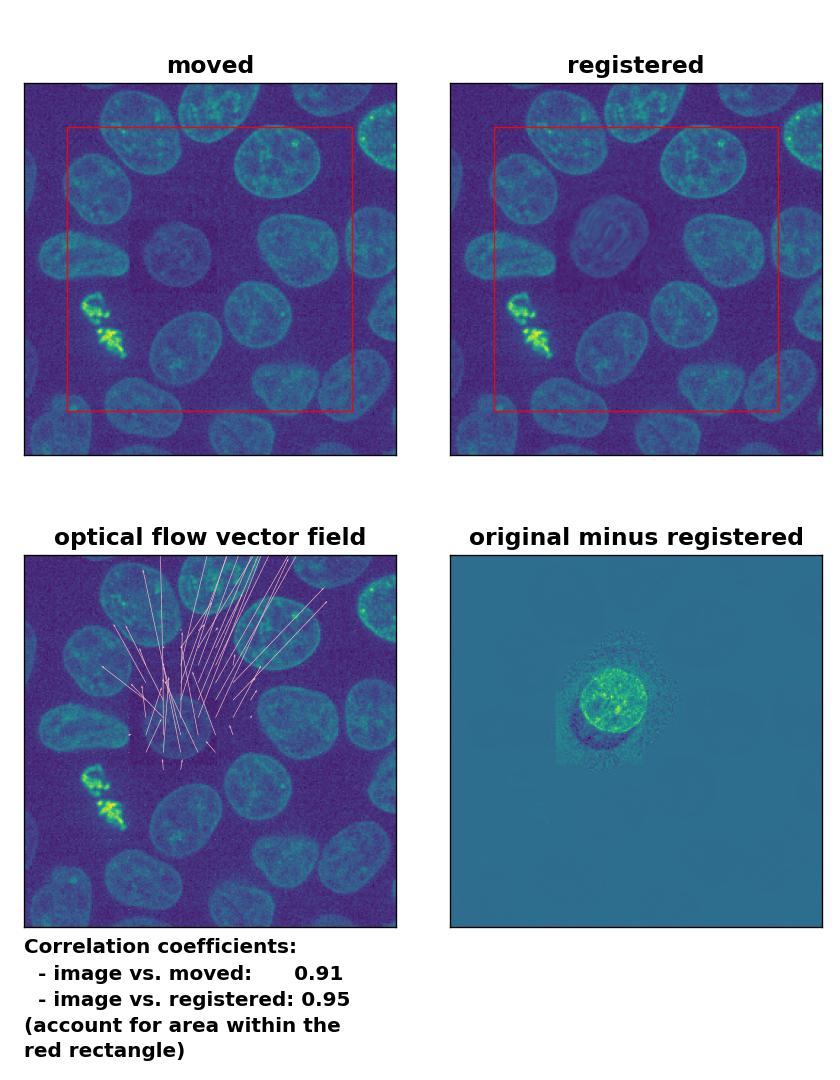 moved
registered
optical flow vector field
original minus registered
Correlation coefficients:
- image vs. moved: 0.91
- image vs. registered: 0.95
(account for area within the
red rectangle)